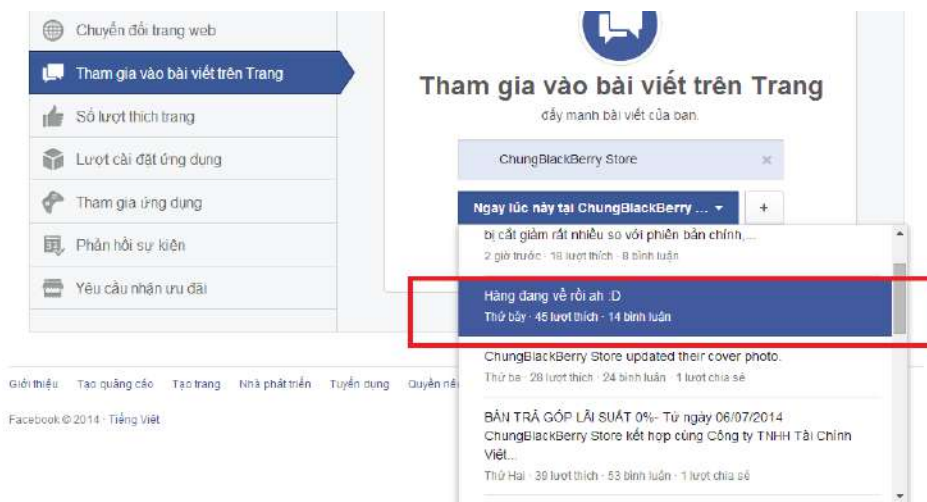 Chuyển đổi trang web
Tham gia vào bài viết trên Trang
Số lượt thích trang
Lượt cài đặt ứng dụng
Tham gia ứng dụng
Phản hồi sự kiện
Yêu cầu nhận ưu đãi
Tham gia vào bài viết trên Trang
đẩy mạnh bài viết của bạn.
ChungBlackBerry Store ×
Ngay lúc này tại ChungBlackBerry ... +
bị cắt giảm rất nhiều so với phiên bản chính,...
2 giờ trước · 18 lượt thích · 8 bình luận
Hàng đang về rồi ah :D
Thứ bảy · 45 lượt thích · 14 bình luận
ChungBlackBerry Store updated their cover photo.
Thứ ba · 28 lượt thích · 24 bình luận · 1 lượt chia sẻ
BÁN TRẢ GÓP LÃI SUẤT 0%- Từ ngày 06/07/2014
ChungBlackBerry Store kết hợp cùng Công ty TNHH Tài Chính
Việt...
Thứ Hai · 39 lượt thích · 53 bình luận · 1 lượt chia sẻ
Giới thiệu Tạo quảng cáo Tạo trang Nhà phát triển Tuyển dụng Quyền riê
Facebook © 2014 · Tiếng Việt